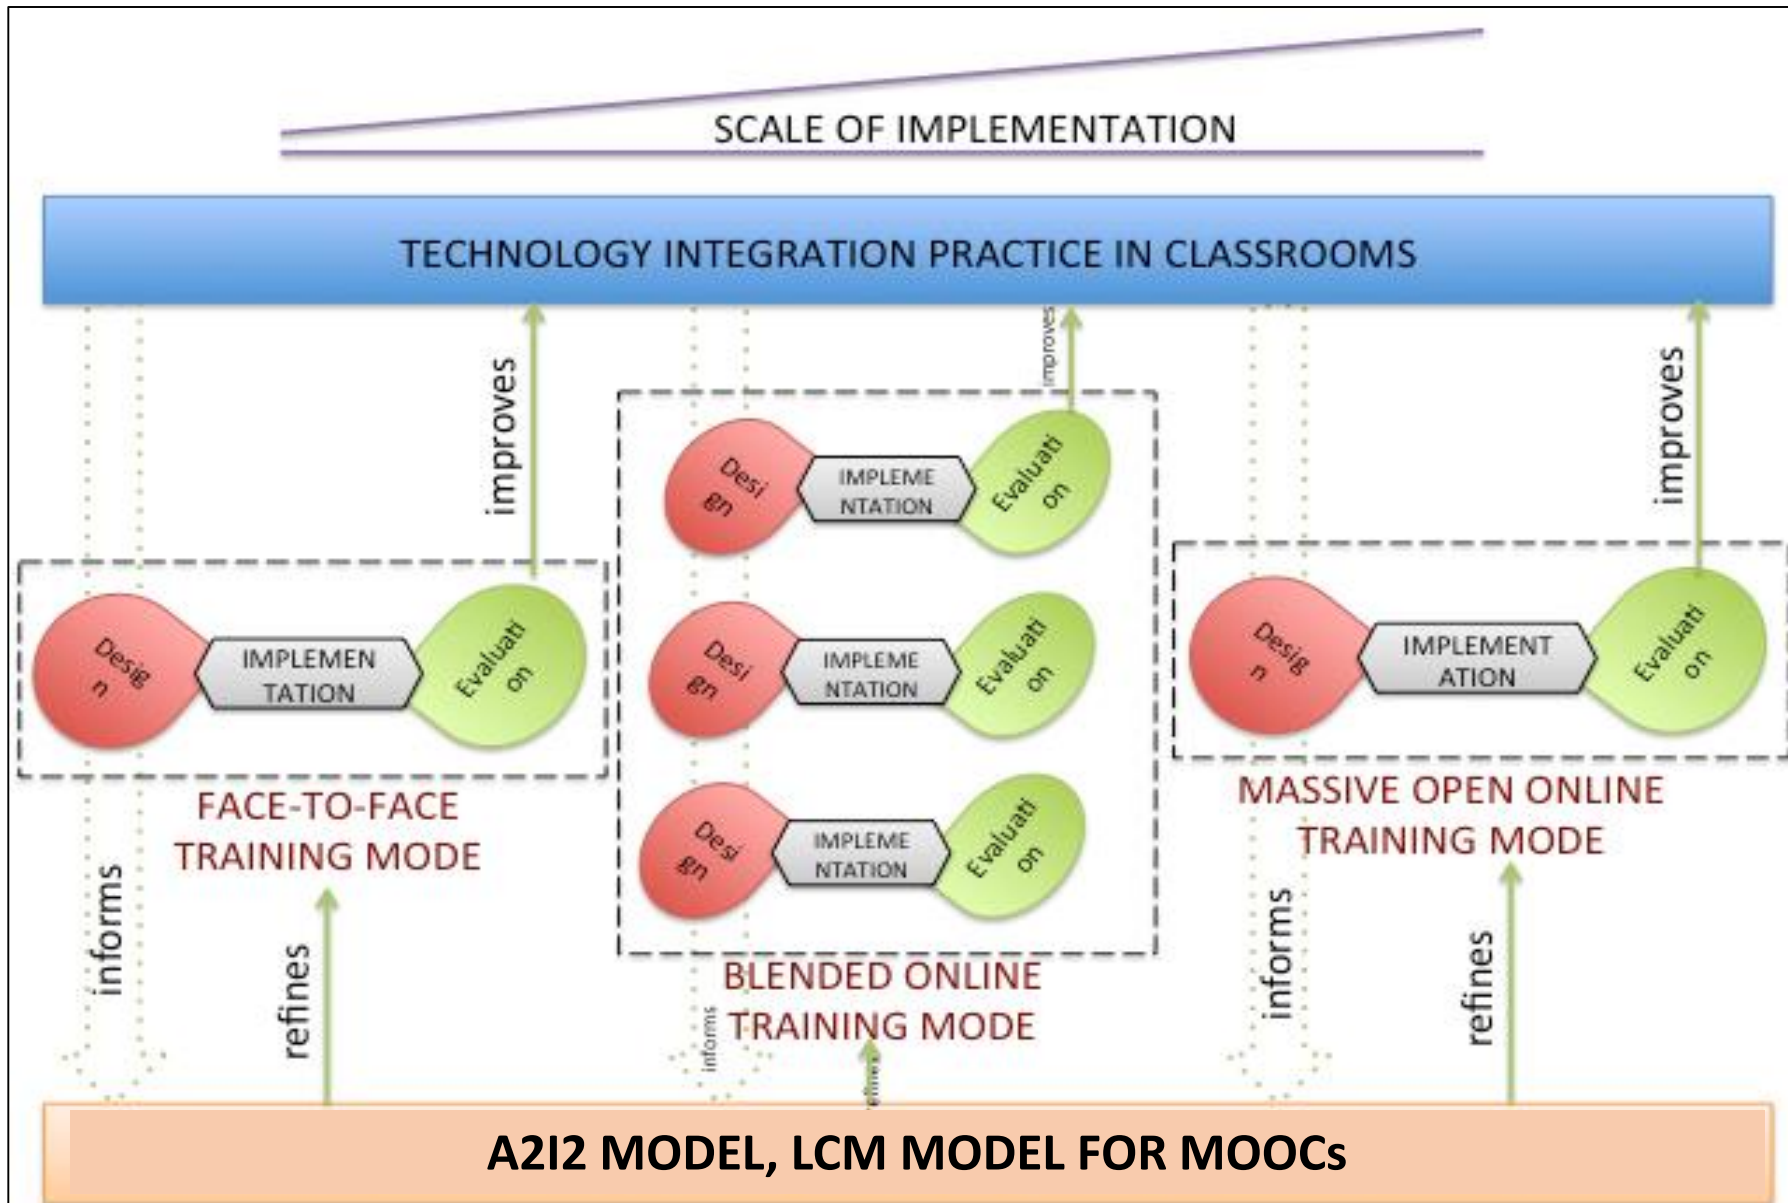 SCALE OF IMPLEMENTATION
TECHNOLOGY INTEGRATION PRACTICE IN CLASSROOMS
improves
Desig
n
IMPLEMEN
TATION
Evaluati
on
FACE-TO-FACE
TRAINING MODE
informs
refines
improves
Desi
gn
IMPLEME
NTATION
Evaluati
on
Desi
gn
IMPLEME
NTATION
Evaluati
on
Desi
gn
IMPLEME
NTATION
Evaluati
on
BLENDED ONLINE
TRAINING MODE
informs
refines
improves
Desig
n
IMPLEMENT
ATION
Evaluati
on
MASSIVE OPEN ONLINE
TRAINING MODE
informs
refines
A2I2 MODEL, LCM MODEL FOR MOOCs